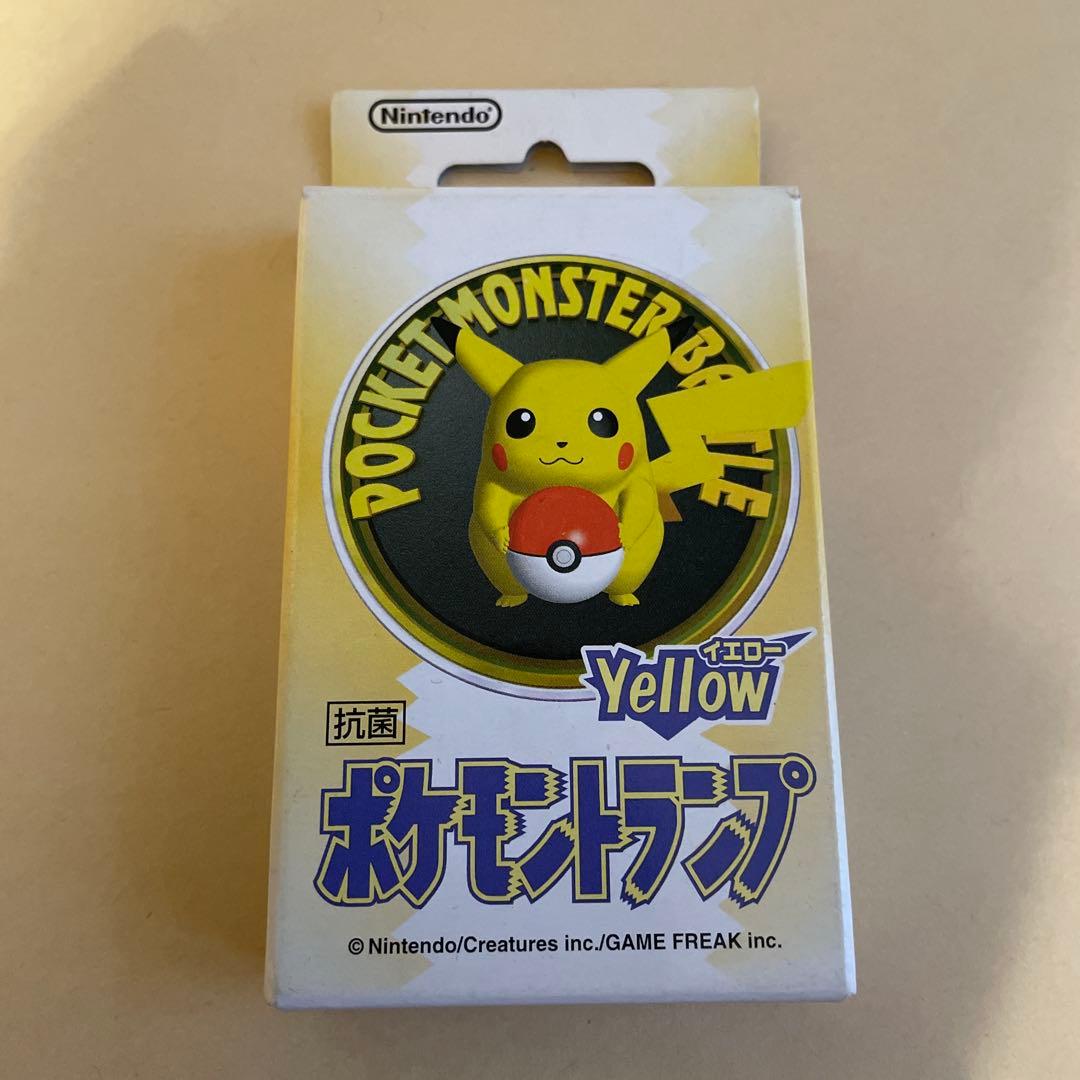 Nintendo®
POCKET MONSTER BATTLE
イエロー
Yellow
抗菌
ポケモントランプ
© Nintendo/Creatures inc./GAME FREAK inc.